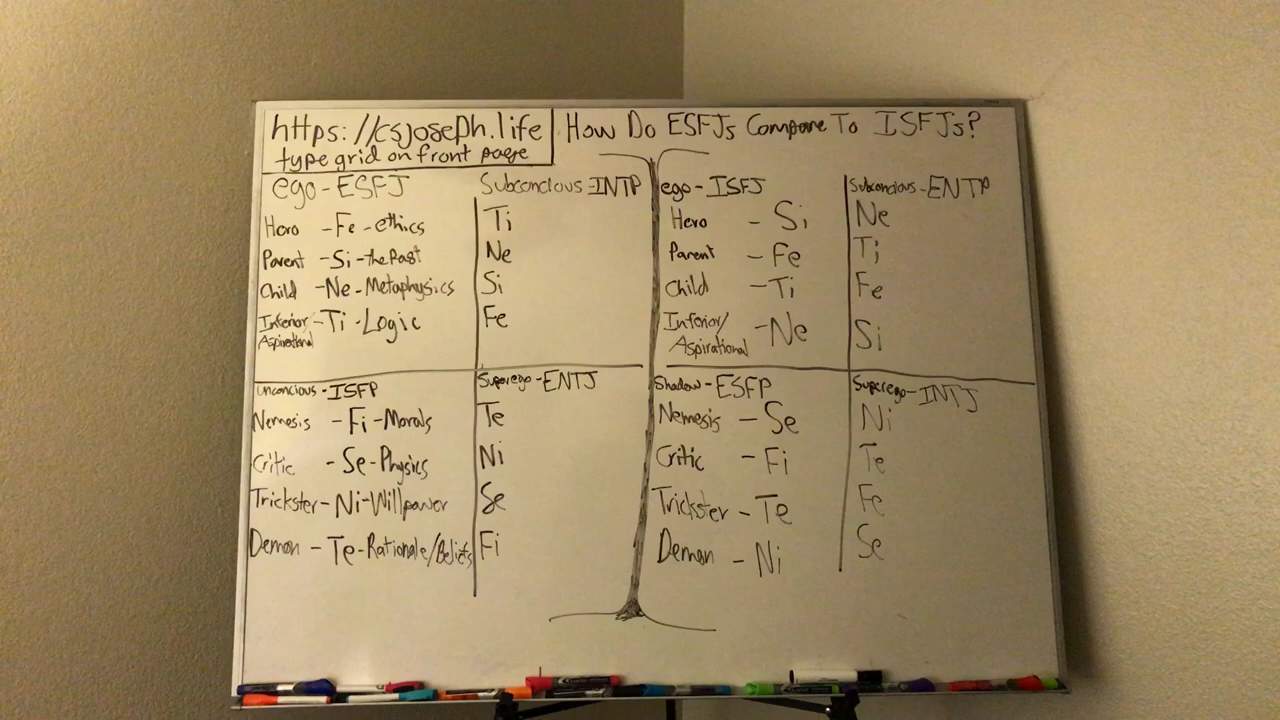 https://csjoseph.life
type grid on front page
How Do ESFJs Compare To ISFJs?
ego-ESFJ
Hero -Fe-ethics
Parent -Si-the Past
Child -Ne-Metaphysics
Inferior/
Aspirational -Ti-Logic
Subconcious-INTP
Ti
Ne
Si
Fe
Unconcious-ISFP
Nemesis -Fi-Morals
Critic -Se-Physics
Trickster-Ni-Willpower
Demon -Te-Rationale/Beliefs
Superego-ENTJ
Te
Ni
Se
Fi
ego-ISFJ
Hero -Si
Parent -Fe
Child -Ti
Inferior/
Aspirational -Ne
Subconcious-ENTP
Ne
Ti
Fe
Si
Shadow-ESFP
Nemesis -Se
Critic -Fi
Trickster -Te
Demon -Ni
Superego-INTJ
Ni
Te
Fe
Se